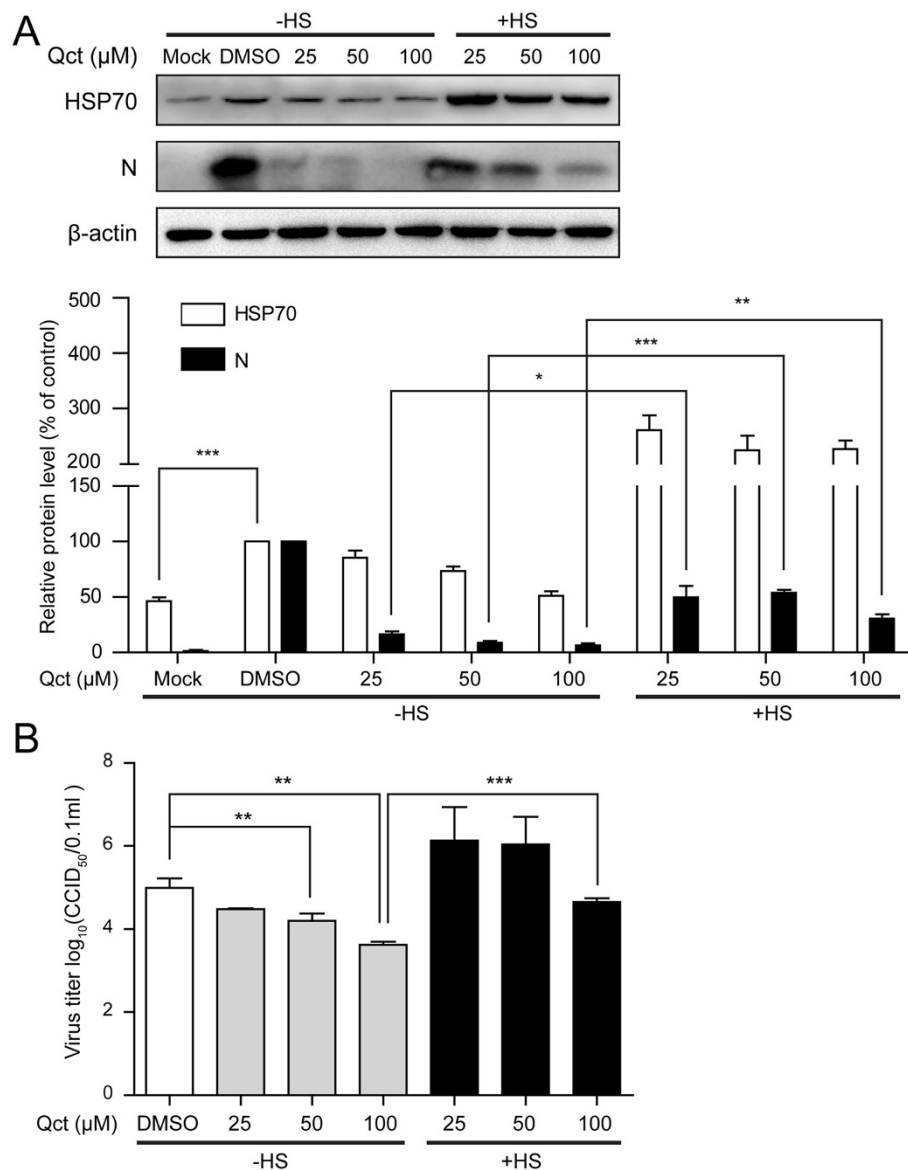 A
-HS +HS
Qct (μM) Mock DMSO 25 50 100 25 50 100
HSP70
N
β-actin
Relative protein level (% of control)
500
400
300
200
150
100
50
0
HSP70
N
***
*
***
**
Qct (μM) Mock DMSO 25 50 100 25 50 100
-HS +HS
B
Virus titer log₁₀(CCID₅₀/0.1ml )
8
6
4
2
0
**
**
***
Qct (μM) DMSO 25 50 100 25 50 100
-HS +HS